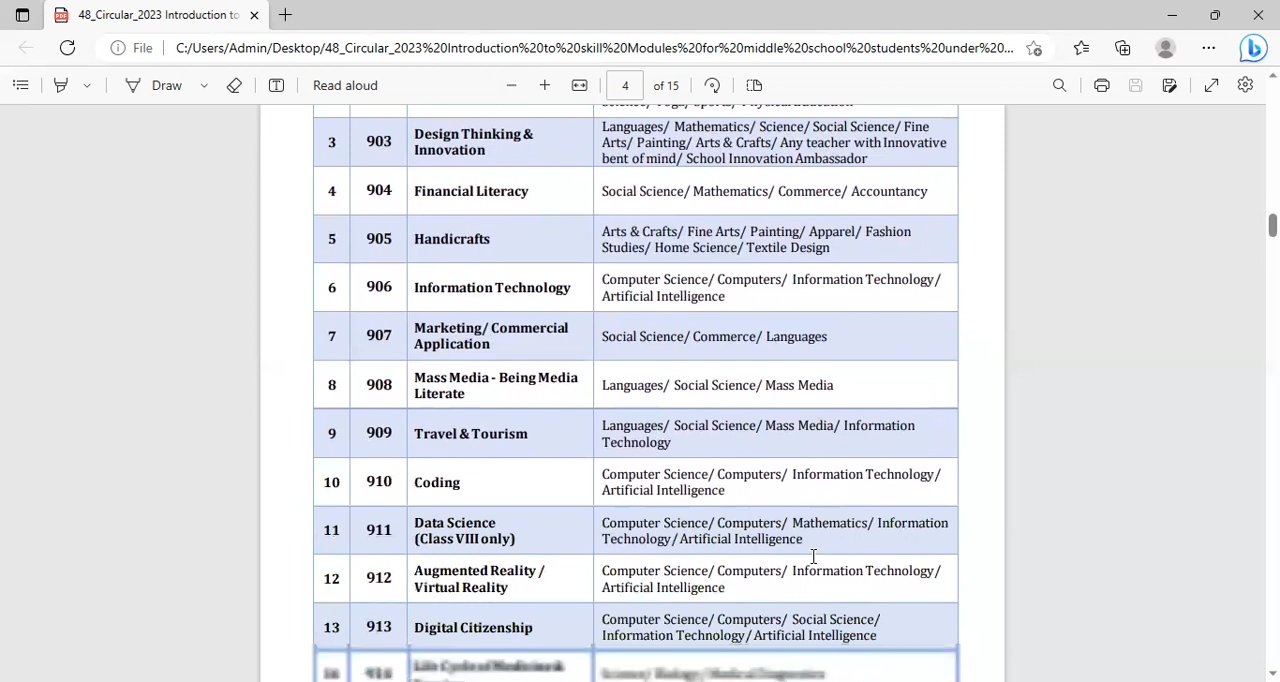 48_Circular_2023 Introduction to
File
C:/Users/Admin/Desktop/48_Circular_2023%20Introduction%20to%20skill%20Modules%20for%20middle%20school%20students%20under%20...
Draw
Read aloud
4
of 15
3
903
Design Thinking &
Innovation
Languages/ Mathematics/ Science/ Social Science/ Fine
Arts/ Painting/ Arts & Crafts/ Any teacher with Innovative
bent of mind/ School Innovation Ambassador
4
904
Financial Literacy
Social Science/ Mathematics/ Commerce/ Accountancy
5
905
Handicrafts
Arts & Crafts/ Fine Arts/ Painting/ Apparel/ Fashion
Studies/ Home Science/ Textile Design
6
906
Information Technology
Computer Science/ Computers/ Information Technology/
Artificial Intelligence
7
907
Marketing/ Commercial
Application
Social Science/ Commerce/ Languages
8
908
Mass Media - Being Media
Literate
Languages/ Social Science/ Mass Media
9
909
Travel & Tourism
Languages/ Social Science/ Mass Media/ Information
Technology
10
910
Coding
Computer Science/ Computers/ Information Technology/
Artificial Intelligence
11
911
Data Science
(Class VIII only)
Computer Science/ Computers/ Mathematics/ Information
Technology/ Artificial Intelligence
12
912
Augmented Reality /
Virtual Reality
Computer Science/ Computers/ Information Technology/
Artificial Intelligence
13
913
Digital Citizenship
Computer Science/ Computers/ Social Science/
Information Technology/ Artificial Intelligence
Life Cycle of Medicine &
Science/ Biology/ Medical Diagnostics